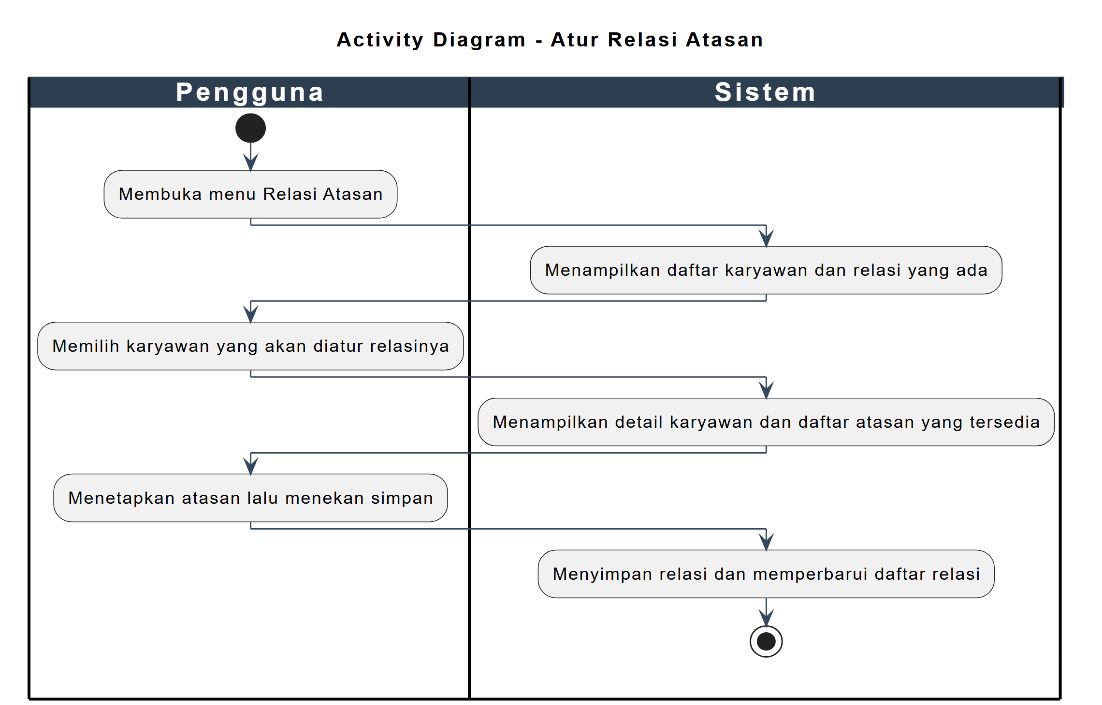 Activity Diagram - Atur Relasi Atasan
Pengguna
Sistem
Membuka menu Relasi Atasan
Menampilkan daftar karyawan dan relasi yang ada
Memilih karyawan yang akan diatur relasinya
Menampilkan detail karyawan dan daftar atasan yang tersedia
Menetapkan atasan lalu menekan simpan
Menyimpan relasi dan memperbarui daftar relasi